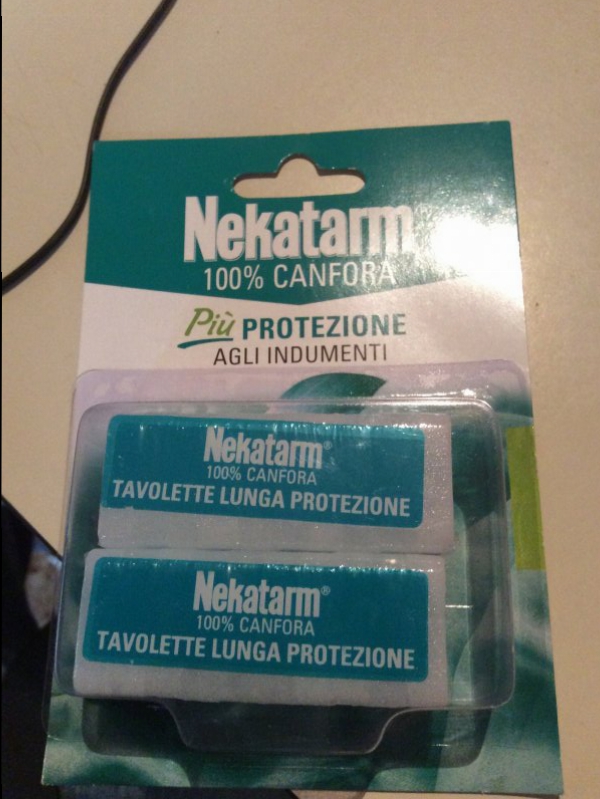 Nekatarm
100% CANFORA
Più PROTEZIONE
AGLI INDUMENTI
Nekatarm®
100% CANFORA
TAVOLETTE LUNGA PROTEZIONE
Nekatarm®
100% CANFORA
TAVOLETTE LUNGA PROTEZIONE